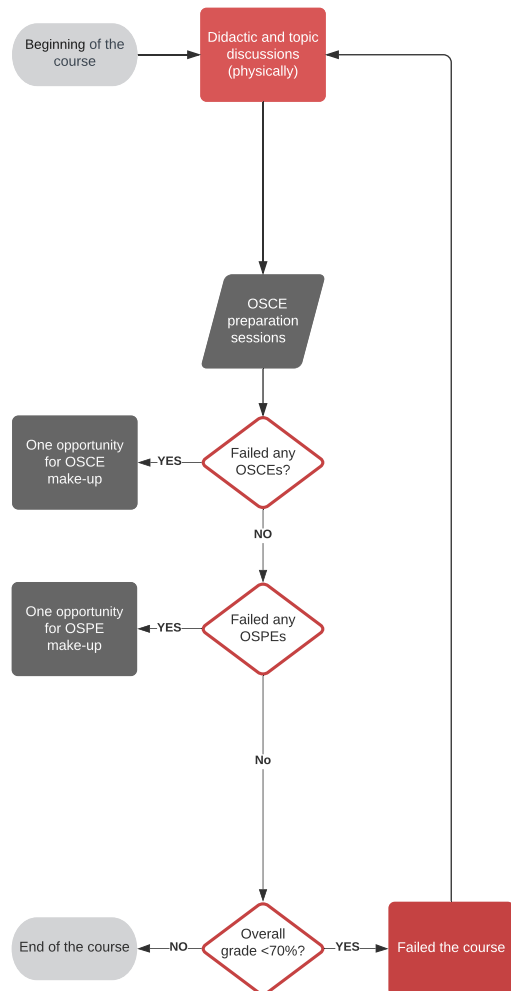 Beginning of the
course
Didactic and topic
discussions
(physically)
OSCE
preparation
sessions
Failed any
OSCEs?
YES
One opportunity
for OSCE
make-up
NO
Failed any
OSPEs
YES
One opportunity
for OSPE
make-up
No
Overall
grade <70%?
NO
End of the course
YES
Failed the course